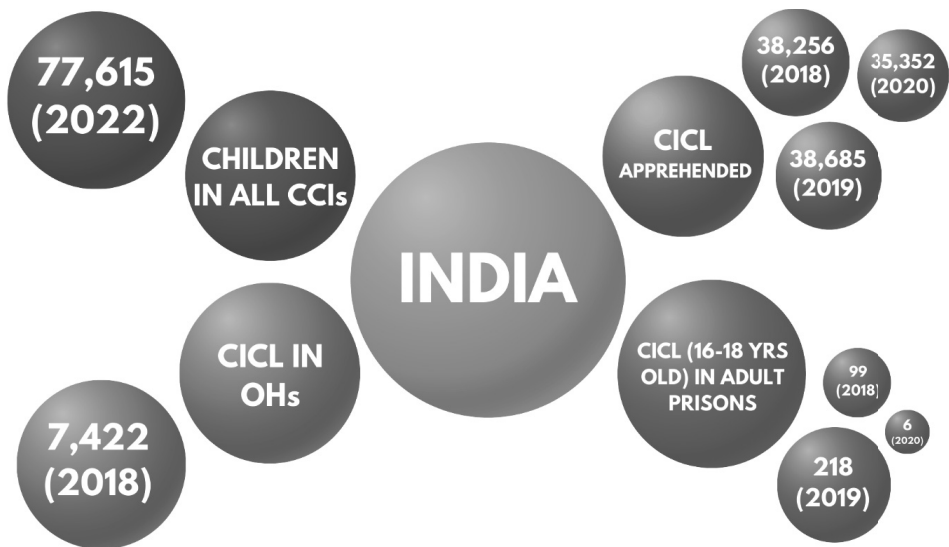 77,615
(2022)
CHILDREN
IN ALL CCIs
CICL IN
OHs
7,422
(2018)
INDIA
CICL
APPREHENDED
38,256
(2018)
35,352
(2020)
38,685
(2019)
CICL (16-18 YRS
OLD) IN ADULT
PRISONS
99
(2018)
6
(2020)
218
(2019)